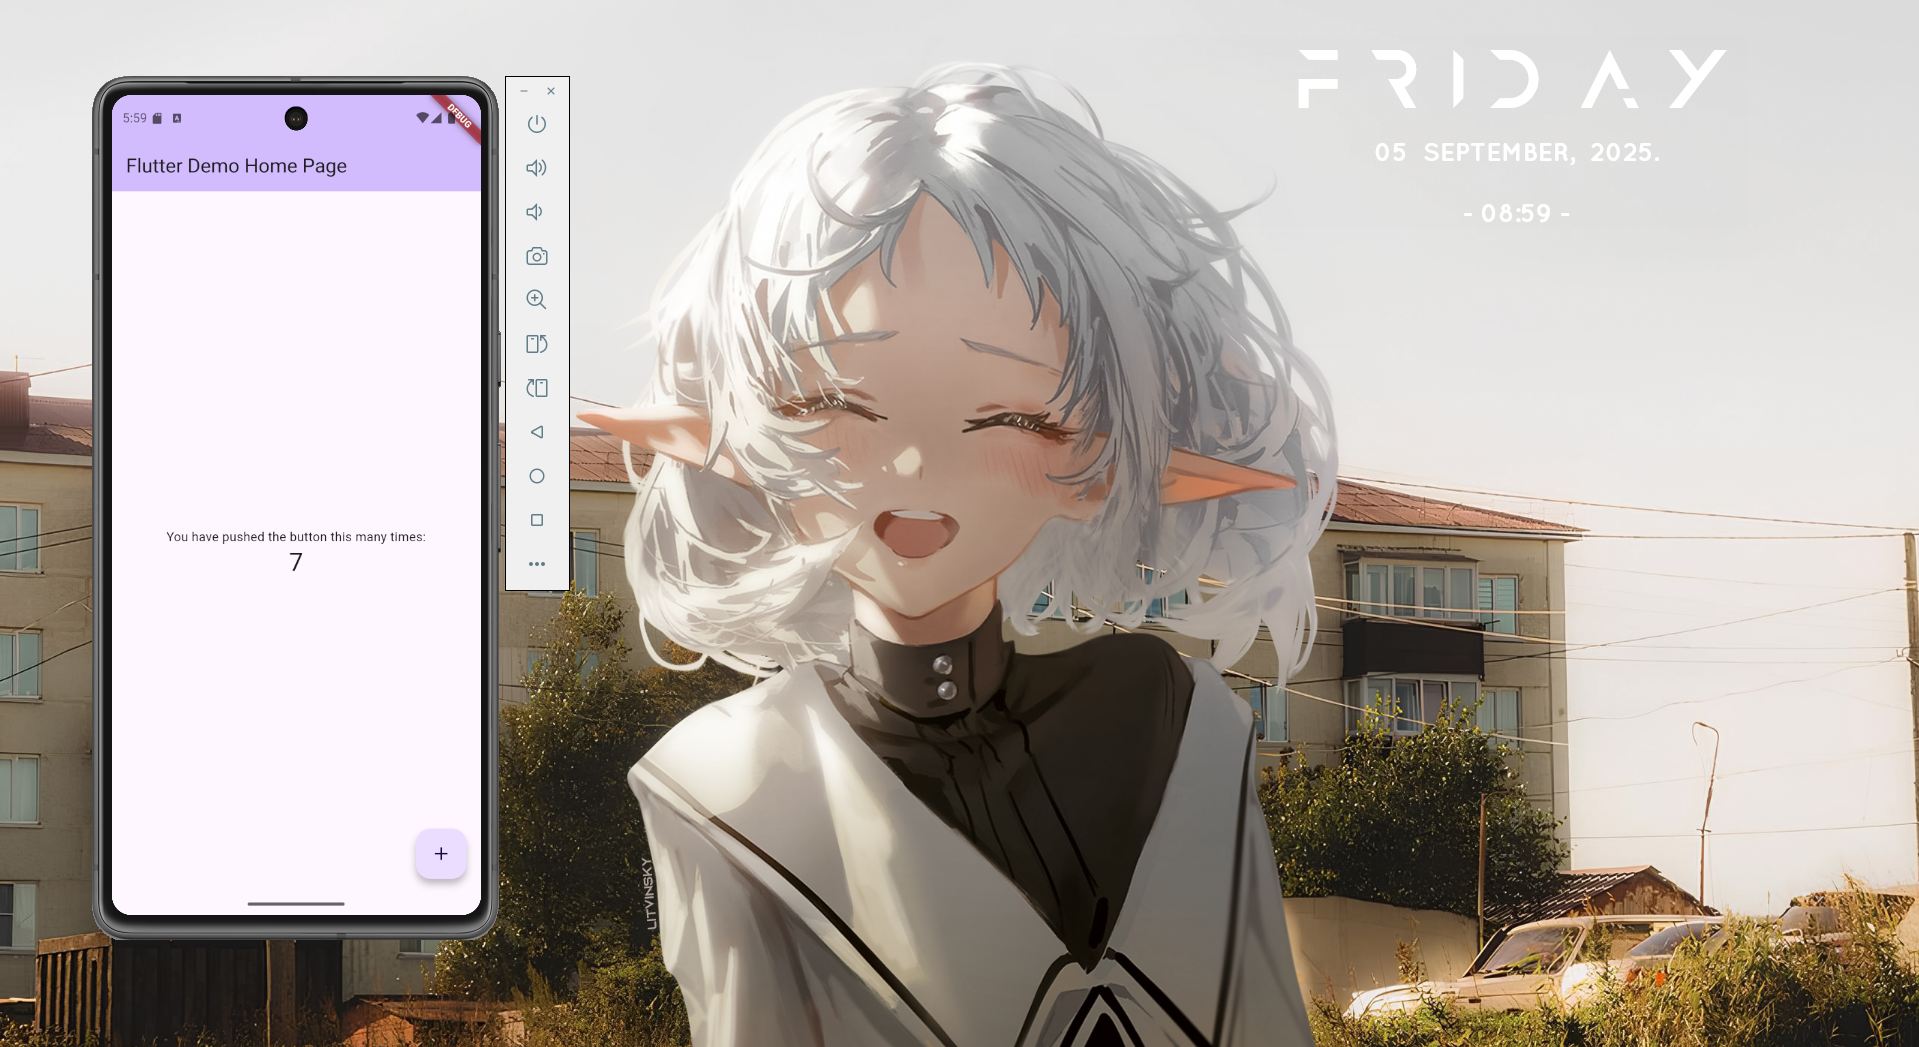 5:59
DEBUG
Flutter Demo Home Page
You have pushed the button this many times:
7
+
FRIDAY
05 SEPTEMBER, 2025.
- 08:59 -
LITVINSKY